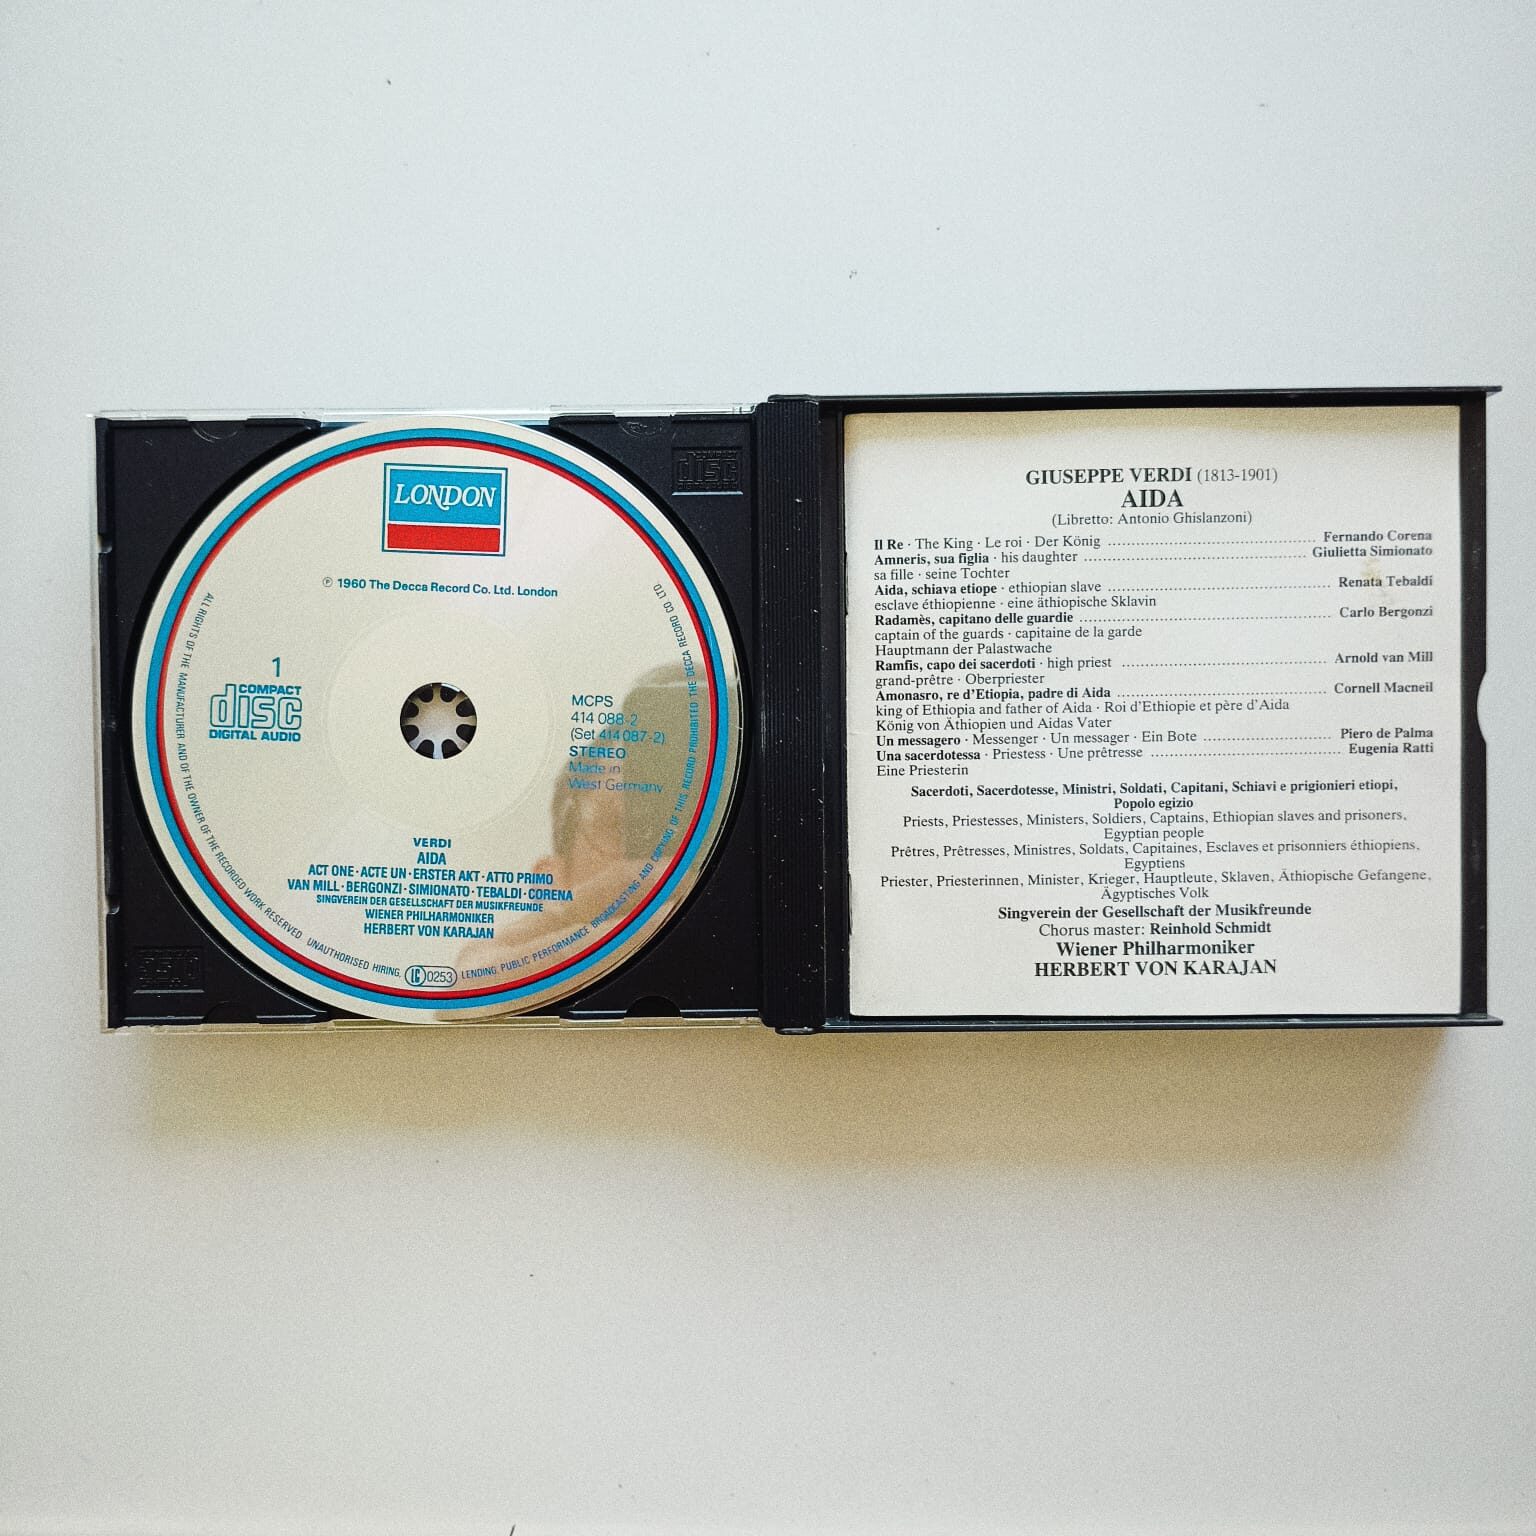 LONDON
℗ 1960 The Decca Record Co. Ltd. London
1
COMPACT
disc
DIGITAL AUDIO
MCPS
414 088-2
(Set 414 087-2)
STEREO
Made in
West Germany
VERDI
AIDA
ACT ONE · ACTE UN · ERSTER AKT · ATTO PRIMO
VAN MILL · BERGONZI · SIMIONATO · TEBALDI · CORENA
SINGVEREIN DER GESELLSCHAFT DER MUSIKFREUNDE
WIENER PHILHARMONIKER
HERBERT VON KARAJAN
ALL RIGHTS OF THE MANUFACTURER AND OF THE OWNER OF THE RECORDED WORK RESERVED. UNAUTHORISED HIRING, LC 0253 LENDING, PUBLIC PERFORMANCE, BROADCASTING AND COPYING OF THIS RECORD PROHIBITED. THE DECCA RECORD CO. LTD.
COMPACT
disc
DIGITAL AUDIO
GIUSEPPE VERDI (1813-1901)
AIDA
(Libretto: Antonio Ghislanzoni)
Il Re · The King · Le roi · Der König ........ Fernando Corena
Amneris, sua figlia · his daughter ........ Giulietta Simionato
sa fille · seine Tochter
Aida, schiava etiope · ethiopian slave ........ Renata Tebaldi
esclave éthiopienne · eine äthiopische Sklavin
Radamès, capitano delle guardie ........ Carlo Bergonzi
captain of the guards · capitaine de la garde
Hauptmann der Palastwache
Ramfis, capo dei sacerdoti · high priest ........ Arnold van Mill
grand-prêtre · Oberpriester
Amonasro, re d'Etiopia, padre di Aida ........ Cornell Macneil
king of Ethiopia and father of Aida · Roi d'Ethiopie et père d'Aida
König von Äthiopien und Aidas Vater
Un messagero · Messenger · Un messager · Ein Bote ........ Piero de Palma
Una sacerdotessa · Priestess · Une prêtresse ........ Eugenia Ratti
Eine Priesterin
Sacerdoti, Sacerdotesse, Ministri, Soldati, Capitani, Schiavi e prigionieri etiopi,
Popolo egizio
Priests, Priestesses, Ministers, Soldiers, Captains, Ethiopian slaves and prisoners,
Egyptian people
Prêtres, Prêtresses, Ministres, Soldats, Capitaines, Esclaves et prisonniers éthiopiens,
Egyptiens
Priester, Priesterinnen, Minister, Krieger, Hauptleute, Sklaven, Äthiopische Gefangene,
Ägyptisches Volk
Singverein der Gesellschaft der Musikfreunde
Chorus master: Reinhold Schmidt
Wiener Philharmoniker
HERBERT VON KARAJAN